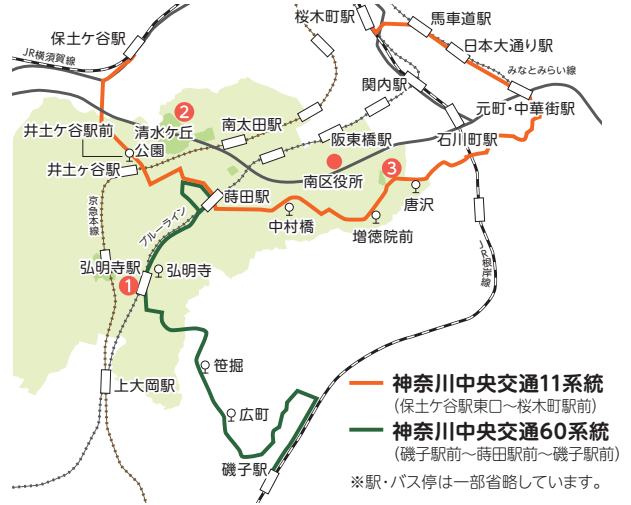 桜木町駅
馬車道駅
保土ケ谷駅
日本大通り駅
JR横須賀線
みなとみらい線
関内駅
元町・中華街駅
2
井土ケ谷駅前
清水ケ丘
公園
南太田駅
阪東橋駅
石川町駅
井土ヶ谷駅
南区役所
3
蒔田駅
唐沢
京急本線
ブルーライン
中村橋
増徳院前
弘明寺駅
弘明寺
1
JR根岸線
笹堀
上大岡駅
広町
磯子駅
神奈川中央交通11系統
(保土ケ谷駅東口〜桜木町駅前)
神奈川中央交通60系統
(磯子駅前〜蒔田駅前〜磯子駅前)
※駅・バス停は一部省略しています。